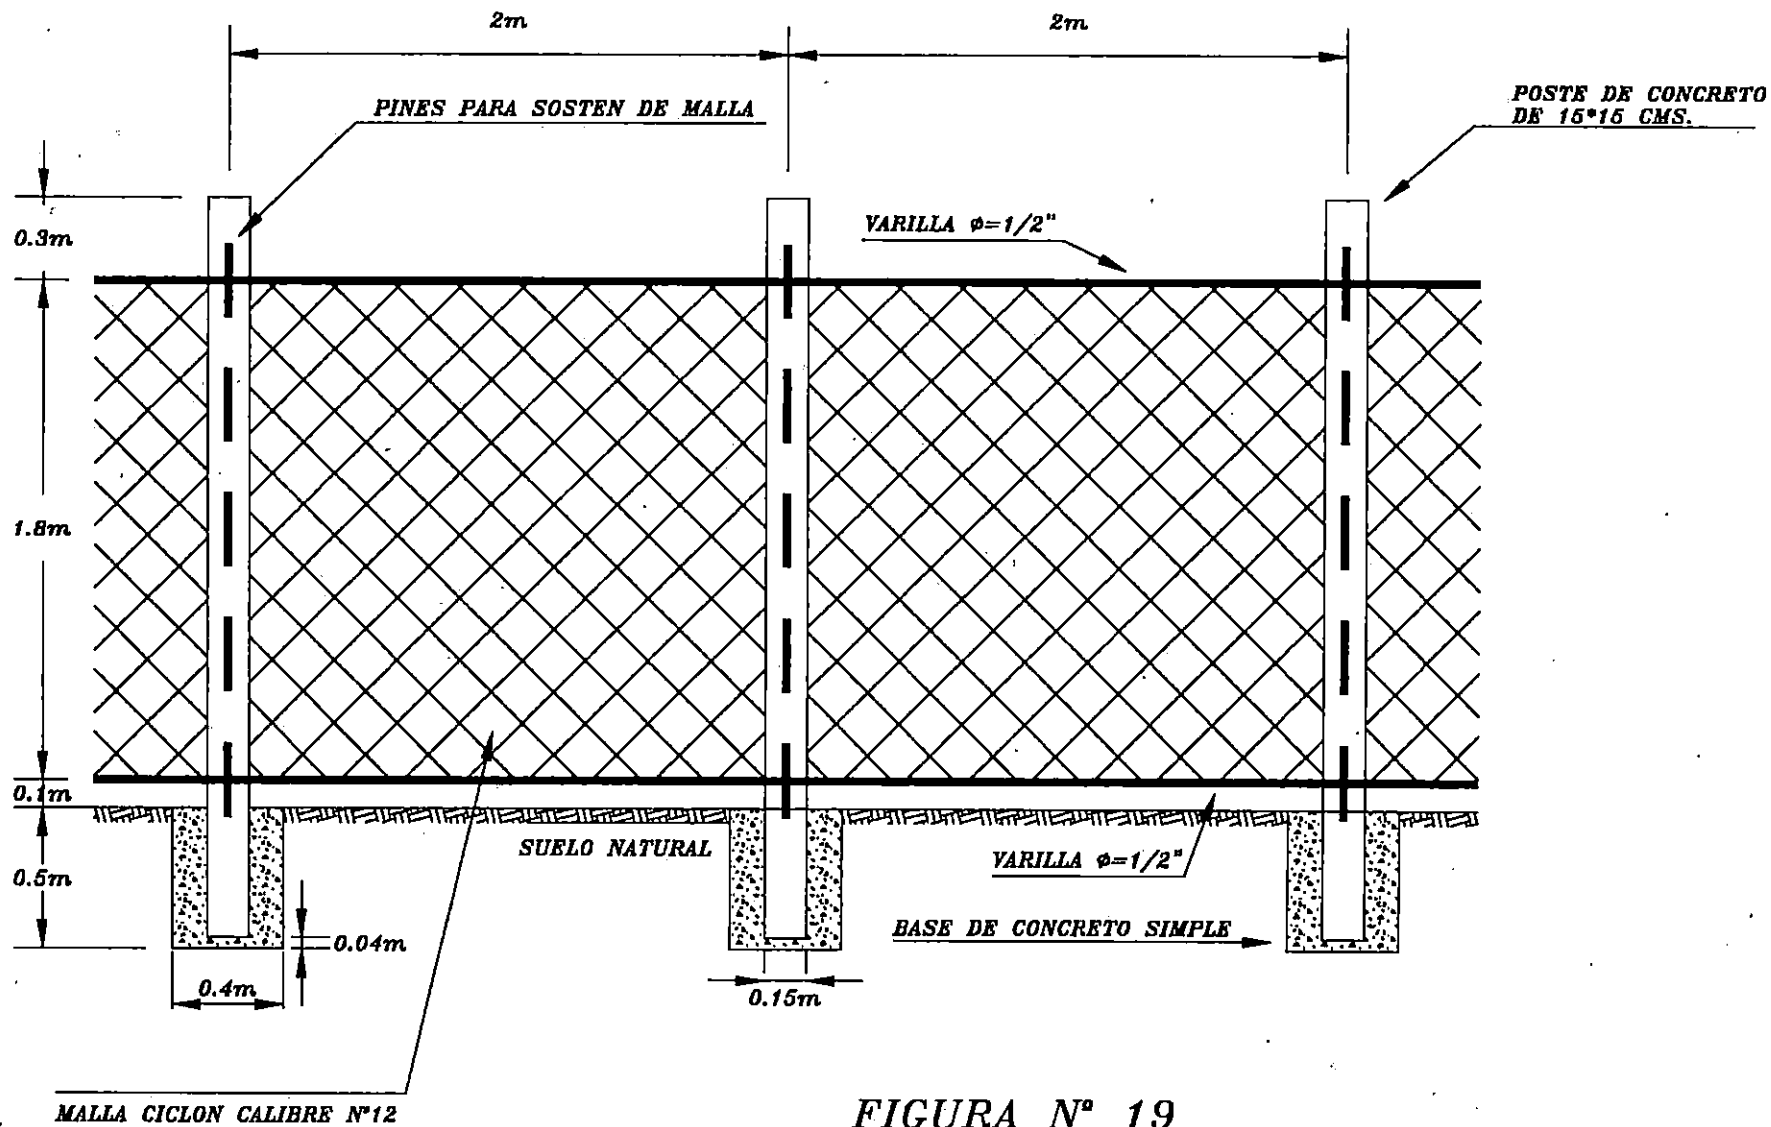 2m
2m
PINES PARA SOSTEN DE MALLA
POSTE DE CONCRETO
DE 15*15 CMS.
0.3m
VARILLA φ=1/2"
1.8m
0.1m
SUELO NATURAL
VARILLA φ=1/2"
0.5m
BASE DE CONCRETO SIMPLE
0.04m
0.4m
0.15m
MALLA CICLON CALIBRE Nº12
FIGURA Nº 19